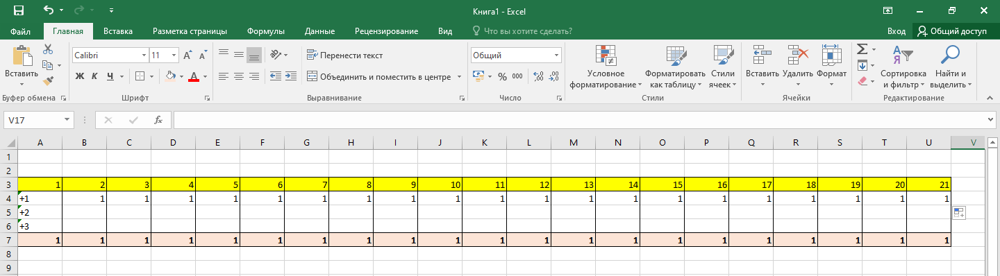 Книга1 - Excel
Файл Главная Вставка Разметка страницы Формулы Данные Рецензирование Вид Что вы хотите сделать? Вход Общий доступ
Вставить
Буфер обмена
Calibri 11
Ж К Ч А
Шрифт
Перенести текст
Объединить и поместить в центре
Выравнивание
Общий
% 000 ,00 ,00
Число
Условное форматирование
Форматировать как таблицу
Стили ячеек
Стили
Вставить Удалить Формат
Ячейки
Сортировка и фильтр
Найти и выделить
Редактирование
V17 fx
A B C D E F G H I J K L M N O P Q R S T U V
1
2
3 1 2 3 4 5 6 7 8 9 10 11 12 13 14 15 16 17 18 19 20 21
4 +1 1 1 1 1 1 1 1 1 1 1 1 1 1 1 1 1 1 1 1 1
5 +2
6 +3
7 1 1 1 1 1 1 1 1 1 1 1 1 1 1 1 1 1 1 1 1 1
8
9